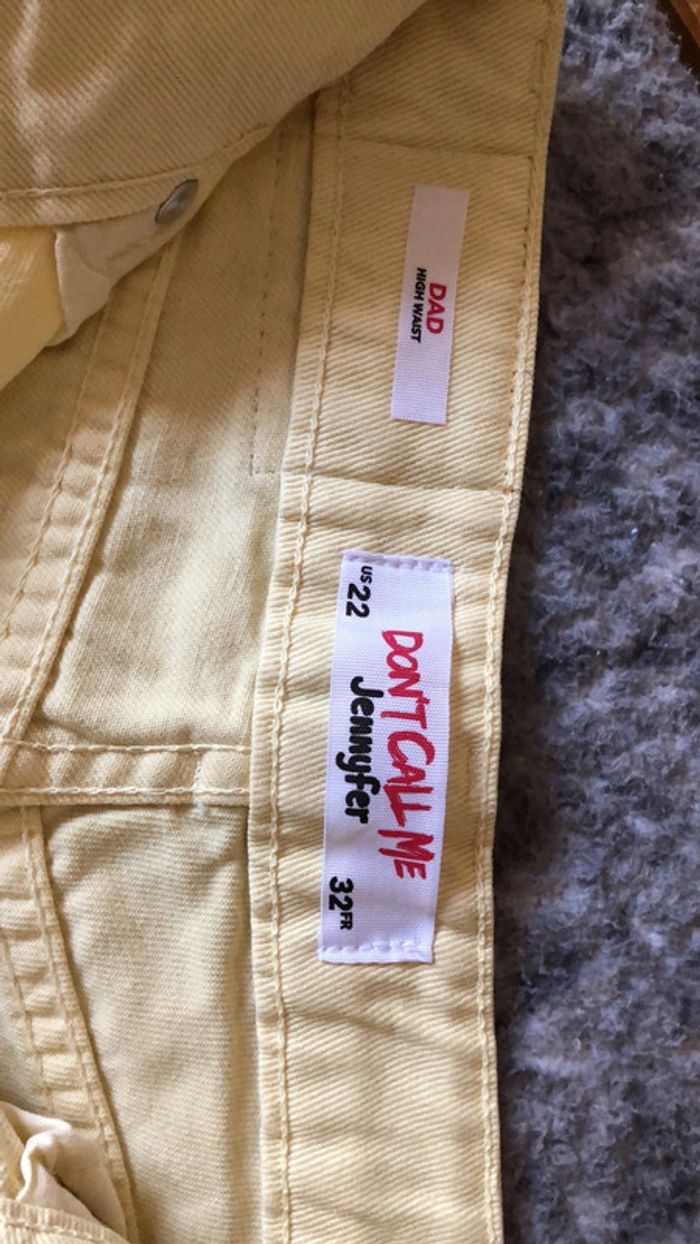 DAD
HIGH WAIST
US 22
DON'T CALL ME
Jennyfer
32 FR